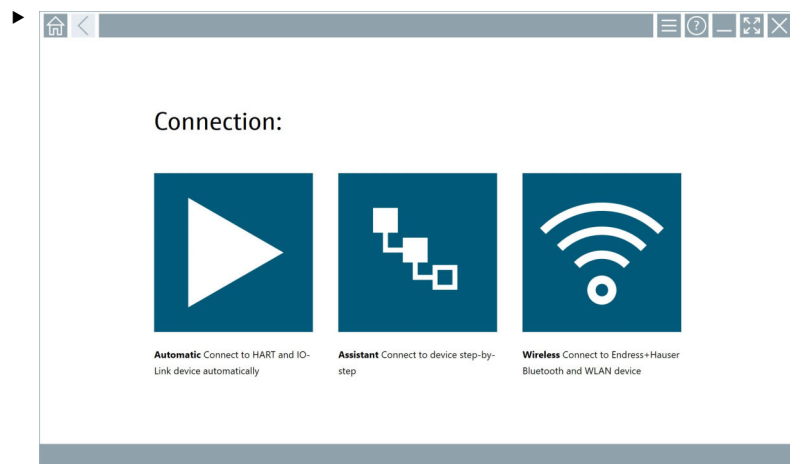 Connection:
Automatic Connect to HART and IO-
Link device automatically
Assistant Connect to device step-by-
step
Wireless Connect to Endress+Hauser
Bluetooth and WLAN device